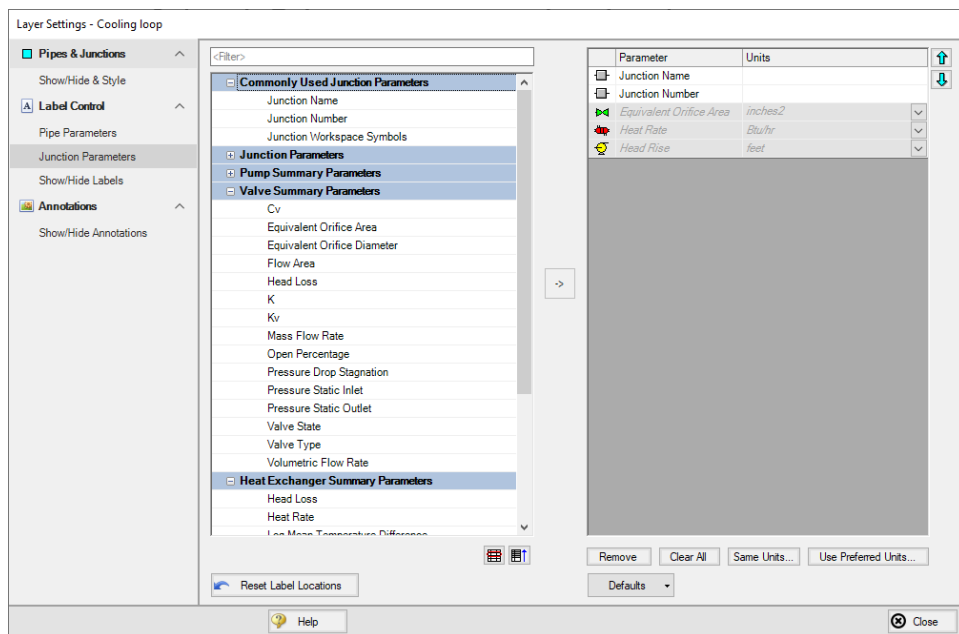 Layer Settings - Cooling loop
Pipes & Junctions
Show/Hide & Style
A Label Control
Pipe Parameters
Junction Parameters
Show/Hide Labels
Annotations
Show/Hide Annotations
<Filter>
Commonly Used Junction Parameters
Junction Name
Junction Number
Junction Workspace Symbols
Junction Parameters
Pump Summary Parameters
Valve Summary Parameters
Cv
Equivalent Orifice Area
Equivalent Orifice Diameter
Flow Area
Head Loss
K
Kv
Mass Flow Rate
Open Percentage
Pressure Drop Stagnation
Pressure Static Inlet
Pressure Static Outlet
Valve State
Valve Type
Volumetric Flow Rate
Heat Exchanger Summary Parameters
Head Loss
Heat Rate
Log Mean Temperature Difference
Reset Label Locations
->
Parameter Units
Junction Name
Junction Number
Equivalent Orifice Area inches2
Heat Rate Btu/hr
Head Rise feet
Remove Clear All Same Units... Use Preferred Units...
Defaults
Help
Close